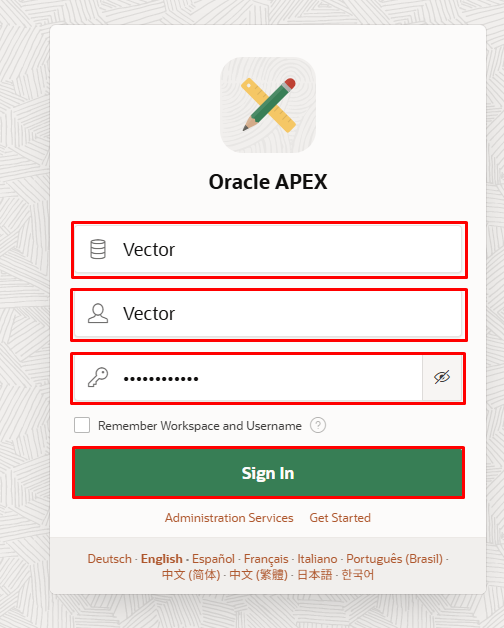 Oracle APEX
Vector
Vector
••••••••••••
Remember Workspace and Username ?
Sign In
Administration Services Get Started
Deutsch · English · Español · Français · Italiano · Português (Brasil) ·
中文 (简体) · 中文 (繁體) · 日本語 · 한국어